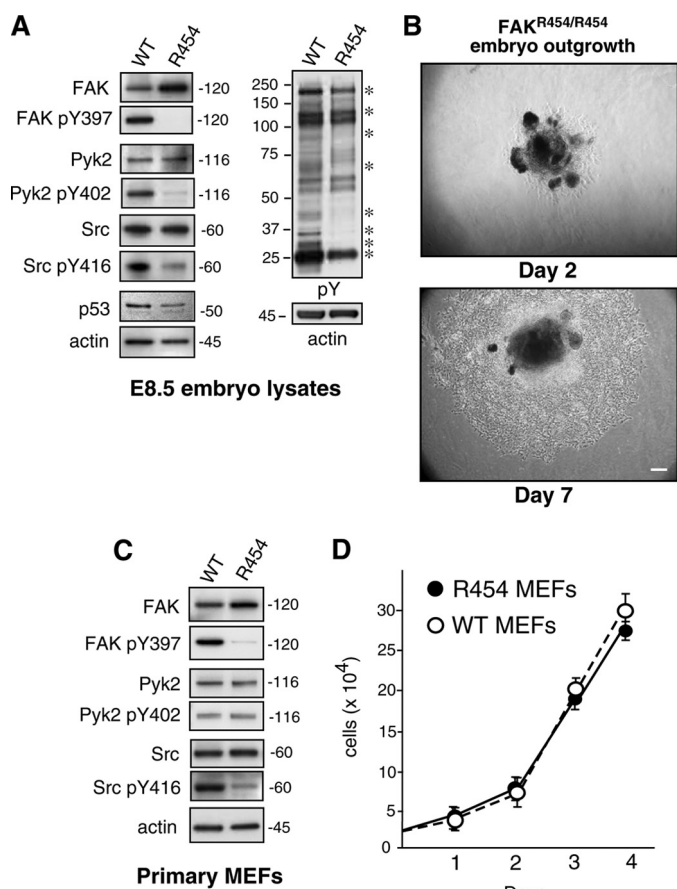 A
WT R454
FAK -120
FAK pY397 -120
Pyk2 -116
Pyk2 pY402 -116
Src -60
Src pY416 -60
p53 -50
actin -45
WT R454
250
150
100
75
50
37
25
*
*
*
*
*
*
*
*
pY
45
actin
E8.5 embryo lysates
B
FAK^R454/R454
embryo outgrowth
Day 2
Day 7
C
WT R454
FAK -120
FAK pY397 -120
Pyk2 -116
Pyk2 pY402 -116
Src -60
Src pY416 -60
actin -45
Primary MEFs
D
R454 MEFs
WT MEFs
cells (x 10^4)
30
20
15
10
5
0
1 2 3 4